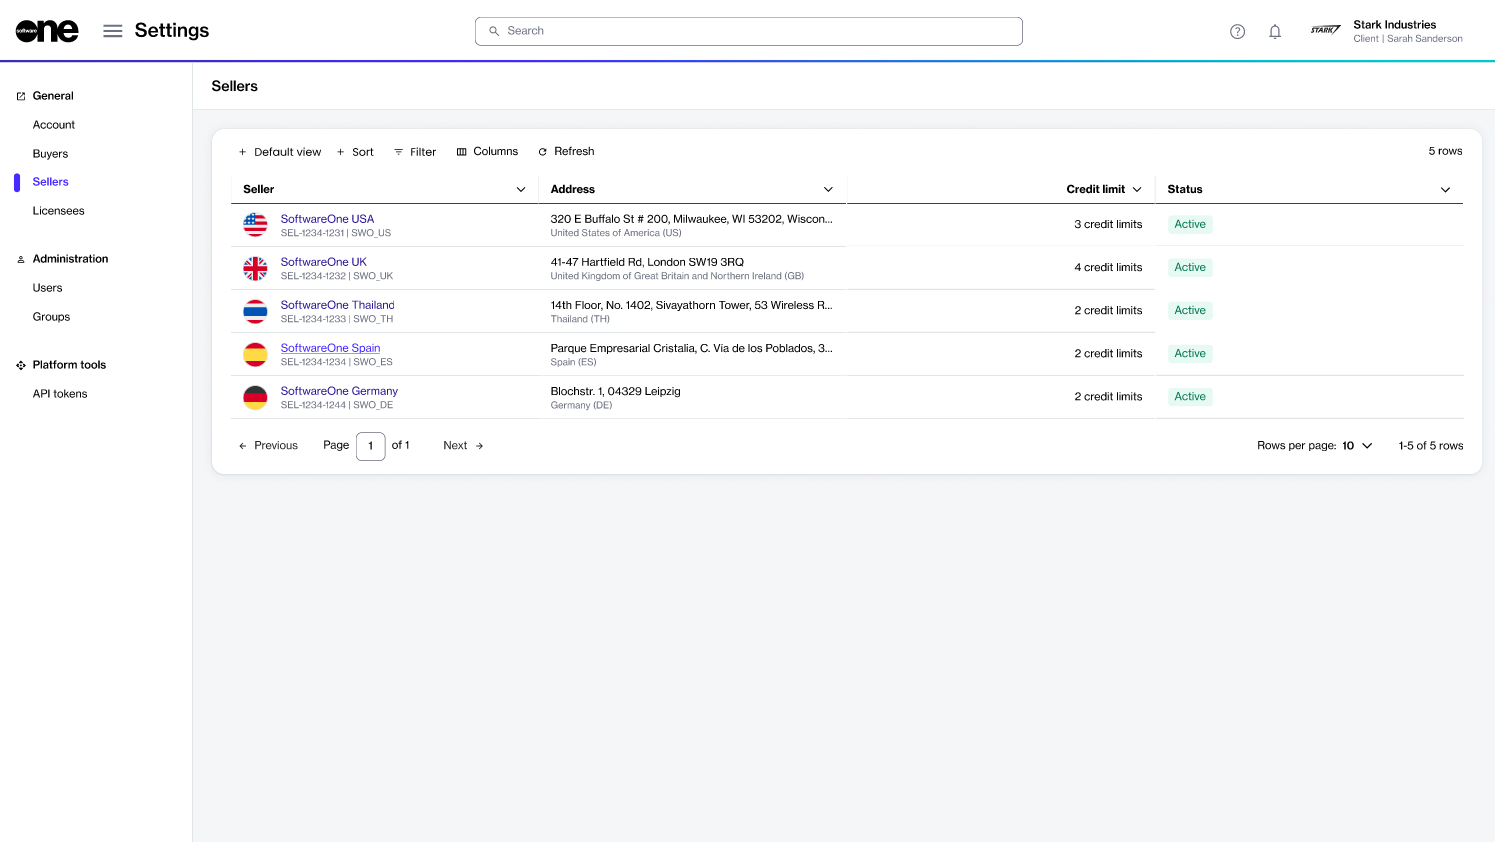 software one
Settings
Search
Stark Industries
Client | Sarah Sanderson
STARK
General
Account
Buyers
Sellers
Licensees
Administration
Users
Groups
Platform tools
API tokens
Sellers
Default view
Sort
Filter
Columns
Refresh
5 rows
Seller
Address
Credit limit
Status
SoftwareOne USA
SEL-1234-1231 | SWO_US
320 E Buffalo St # 200, Milwaukee, WI 53202, Wiscon...
United States of America (US)
3 credit limits
Active
SoftwareOne UK
SEL-1234-1232 | SWO_UK
41-47 Hartfield Rd, London SW19 3RQ
United Kingdom of Great Britain and Northern Ireland (GB)
4 credit limits
Active
SoftwareOne Thailand
SEL-1234-1233 | SWO_TH
14th Floor, No. 1402, Sivayathorn Tower, 53 Wireless R...
Thailand (TH)
2 credit limits
Active
SoftwareOne Spain
SEL-1234-1234 | SWO_ES
Parque Empresarial Cristalia, C. Vía de los Poblados, 3...
Spain (ES)
2 credit limits
Active
SoftwareOne Germany
SEL-1234-1244 | SWO_DE
Blochstr. 1, 04329 Leipzig
Germany (DE)
2 credit limits
Active
Previous
Page 1 of 1
Next
Rows per page: 10
1-5 of 5 rows